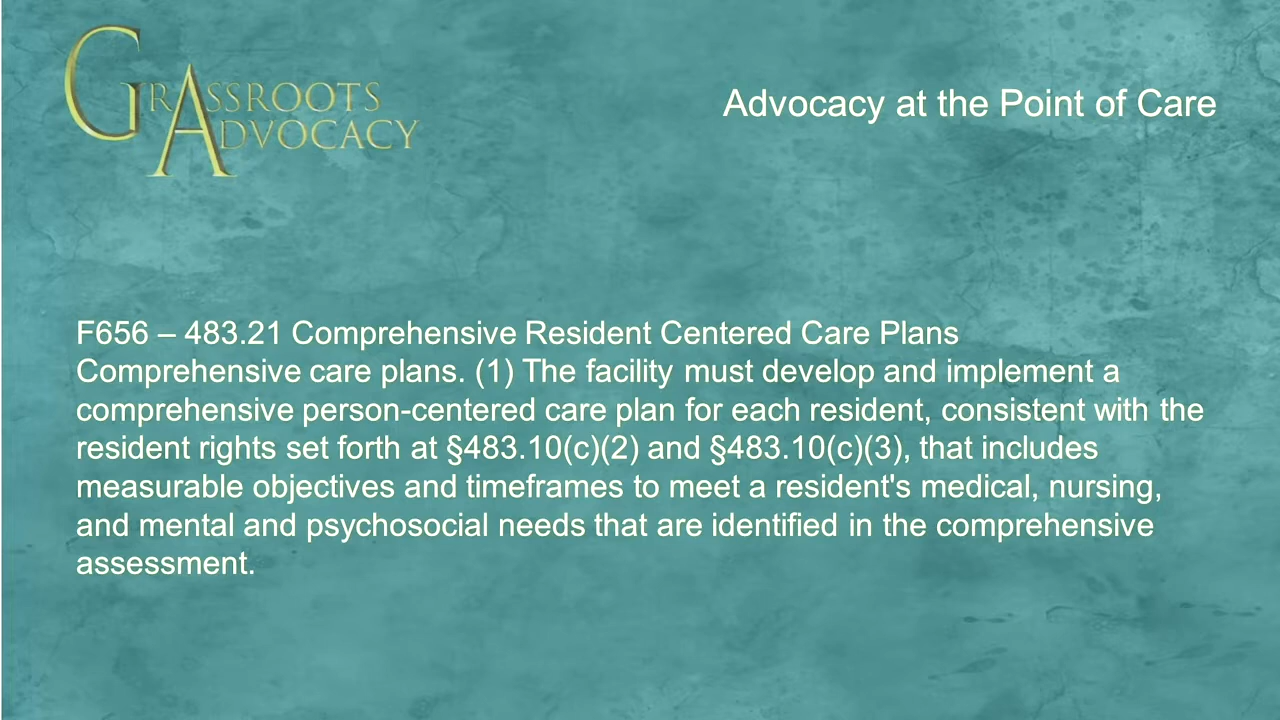 GRASSROOTS
ADVOCACY
Advocacy at the Point of Care
F656 – 483.21 Comprehensive Resident Centered Care Plans
Comprehensive care plans. (1) The facility must develop and implement a
comprehensive person-centered care plan for each resident, consistent with the
resident rights set forth at §483.10(c)(2) and §483.10(c)(3), that includes
measurable objectives and timeframes to meet a resident's medical, nursing,
and mental and psychosocial needs that are identified in the comprehensive
assessment.